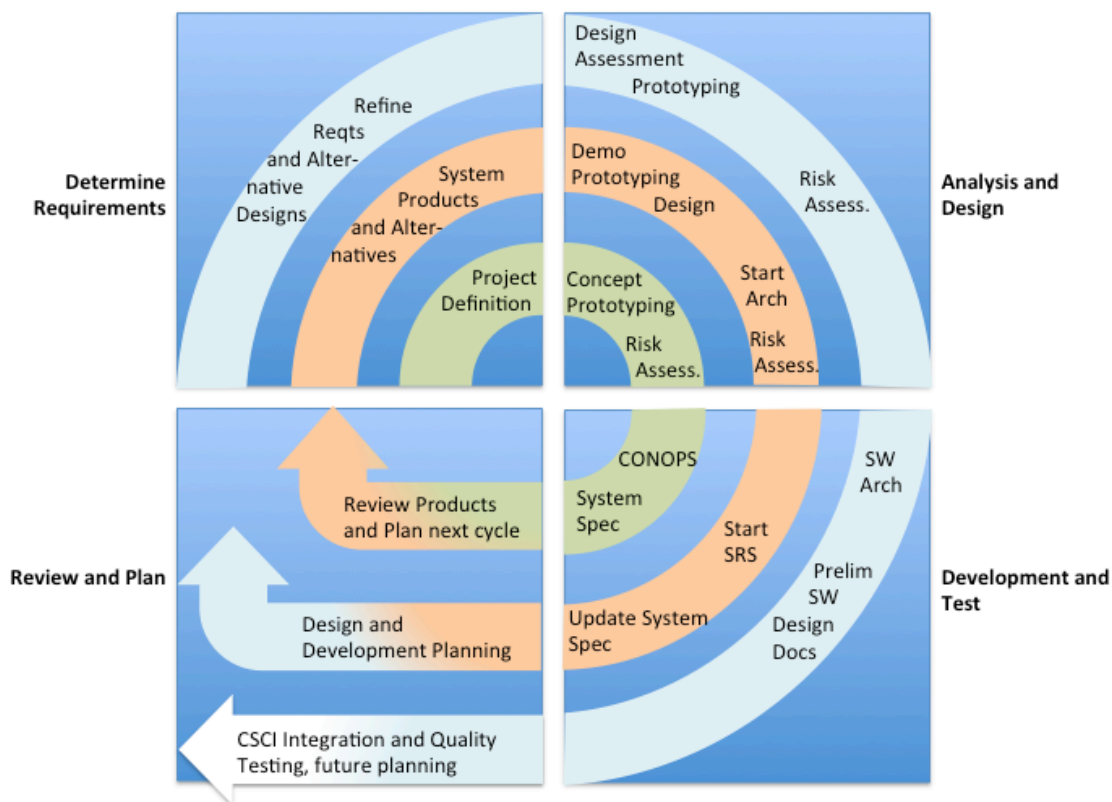 Determine
Requirements
Refine
Reqts
and Alter-
native
Designs
System
Products
and Alter-
natives
Project
Definition
Design
Assessment
Prototyping
Risk
Assess.
Demo
Prototyping
Design
Start
Arch
Risk
Assess.
Concept
Prototyping
Risk
Assess.
Analysis and
Design
Review and Plan
Review Products
and Plan next cycle
Design and
Development Planning
CSCI Integration and Quality
Testing, future planning
CONOPS
System
Spec
Start
SRS
Update System
Spec
SW
Arch
Prelim
SW
Design
Docs
Development and
Test